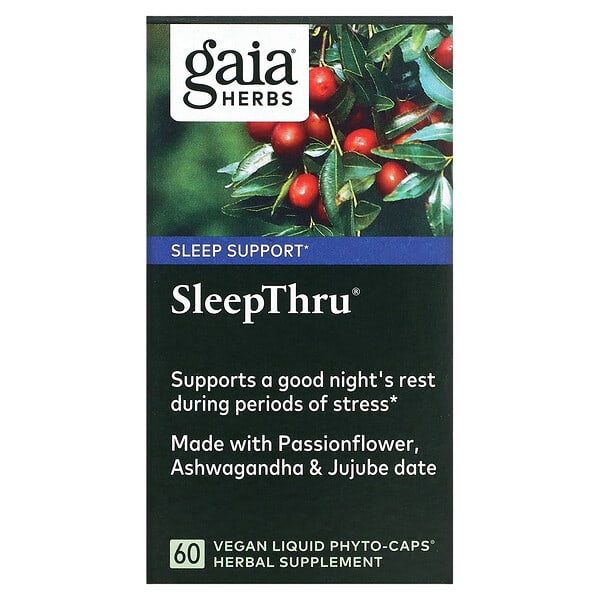 gaia®
HERBS
SLEEP SUPPORT*
SleepThru®
Supports a good night's rest
during periods of stress*
Made with Passionflower,
Ashwagandha & Jujube date
60 VEGAN LIQUID PHYTO-CAPS®
HERBAL SUPPLEMENT